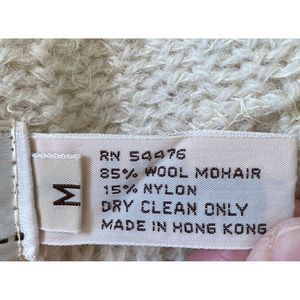 RN 54476
85% WOOL MOHAIR
15% NYLON
DRY CLEAN ONLY
MADE IN HONG KONG
M